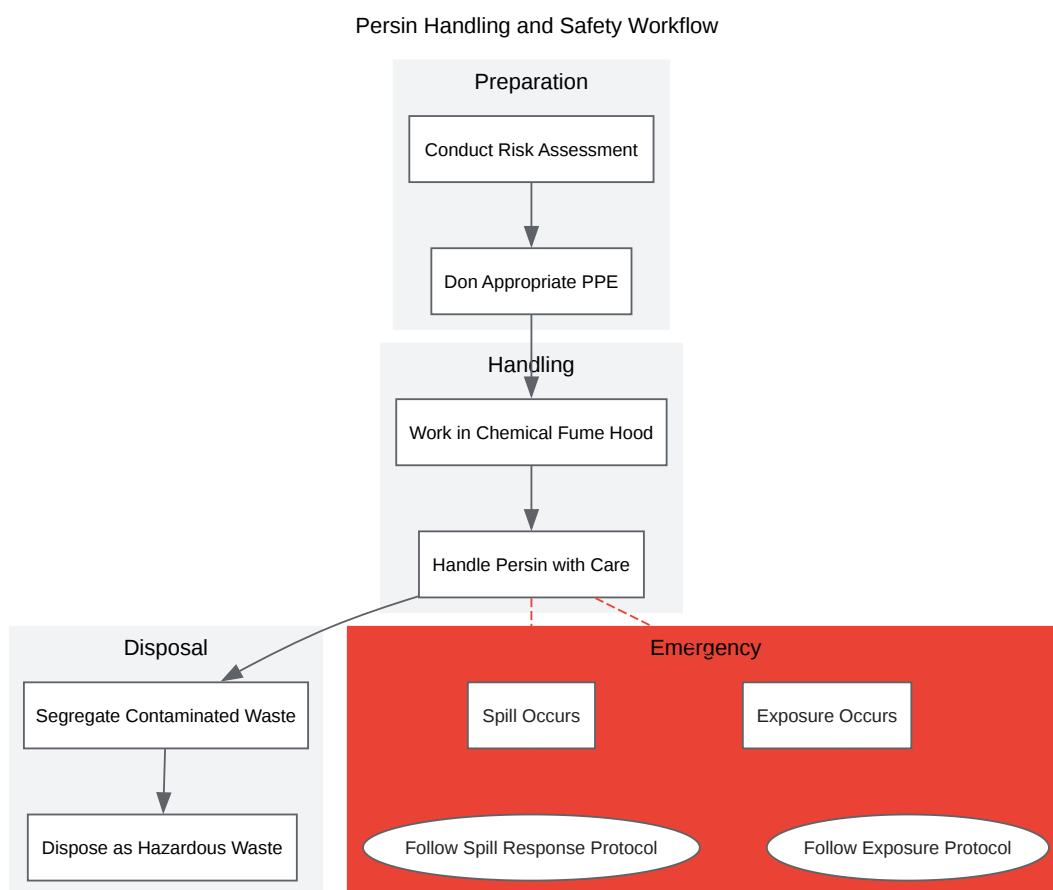 Persin Handling and Safety Workflow
Preparation
Conduct Risk Assessment
Don Appropriate PPE
Handling
Work in Chemical Fume Hood
Handle Persin with Care
Disposal
Segregate Contaminated Waste
Dispose as Hazardous Waste
Emergency
Spill Occurs
Exposure Occurs
Follow Spill Response Protocol
Follow Exposure Protocol